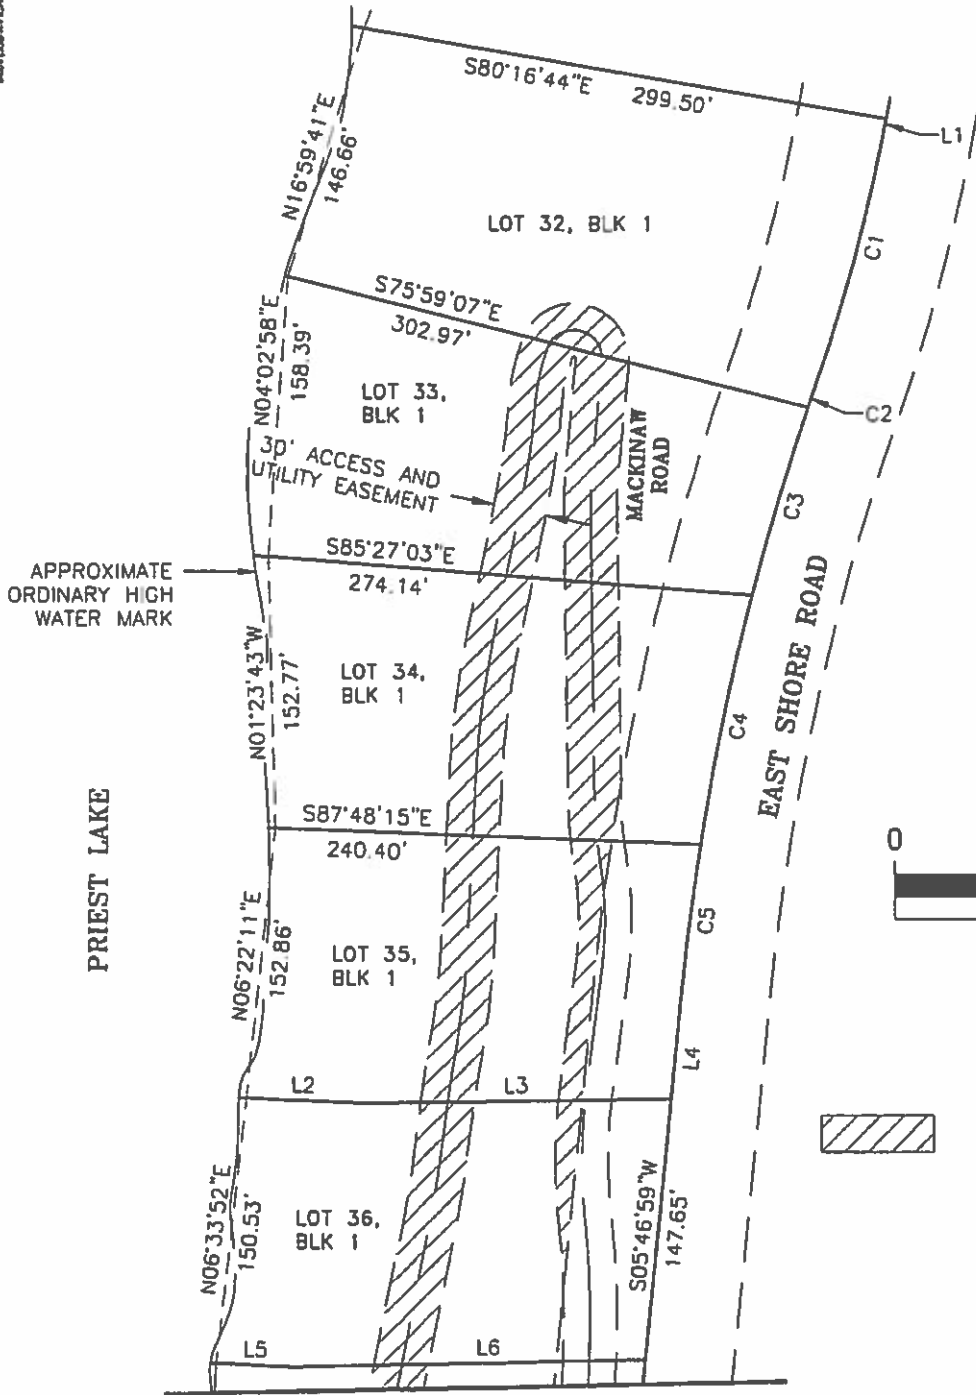 S80°16'44"E 299.50'
L1
N16°59'41"E
146.66'
LOT 32, BLK 1
C1
S75°59'07"E
302.97'
N04°02'58"E
158.39'
LOT 33,
BLK 1
C2
30' ACCESS AND
UTILITY EASEMENT
MACKINAW
ROAD
C3
S85°27'03"E
274.14'
APPROXIMATE
ORDINARY HIGH
WATER MARK
EAST SHORE ROAD
N01°23'43"W
152.77'
LOT 34,
BLK 1
C4
PRIEST LAKE
S87°48'15"E
240.40'
0
N06°22'11"E
152.86'
LOT 35,
BLK 1
C5
L4
L2
L3
N06°33'52"E
150.53'
LOT 36,
BLK 1
S05°46'59"W
147.65'
L5
L6